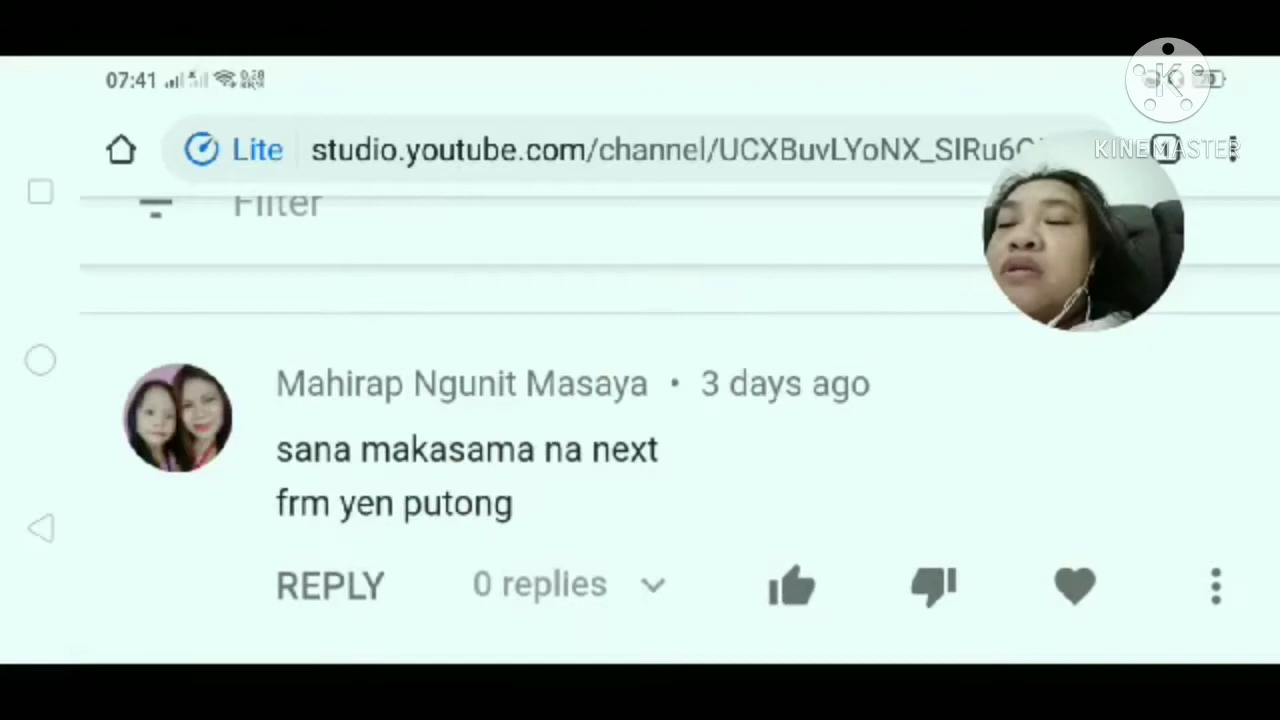 07:41
KINEMASTER
Lite studio.youtube.com/channel/UCXBuvLYoNX_SIRu6
Filter
Mahirap Ngunit Masaya • 3 days ago
sana makasama na next
frm yen putong
REPLY 0 replies